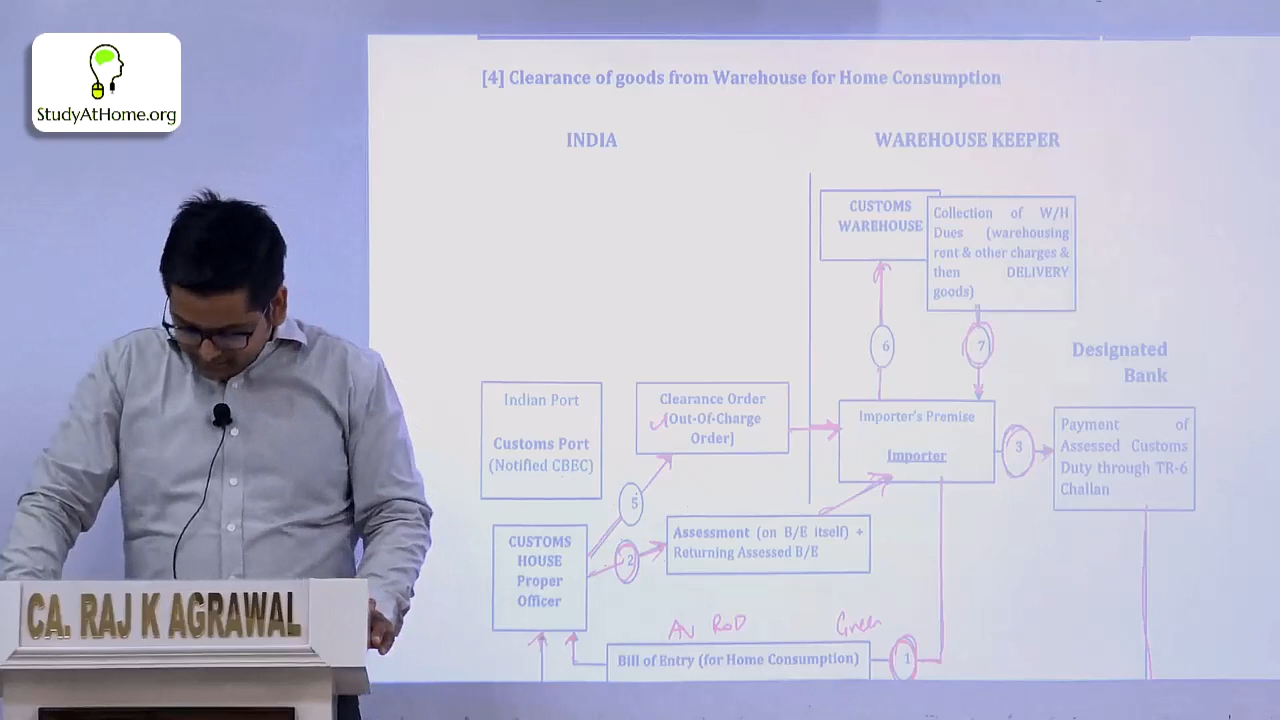 StudyAtHome.org
[4] Clearance of goods from Warehouse for Home Consumption
INDIA
WAREHOUSE KEEPER
CUSTOMS
WAREHOUSE
Collection of W/H
Dues (warehousing
rent & other charges &
then DELIVERY
goods)
6
7
Designated
Bank
Indian Port
Customs Port
(Notified CBEC)
Clearance Order
(Out-Of-Charge
Order)
Importer's Premise
Importer
3
Payment of
Assessed Customs
Duty through TR-6
Challan
5
CUSTOMS
HOUSE
Proper
Officer
2
Assessment (on B/E itself) +
Returning Assessed B/E
AV RoD
Green
Bill of Entry (for Home Consumption)
1
CA. RAJ K AGRAWAL